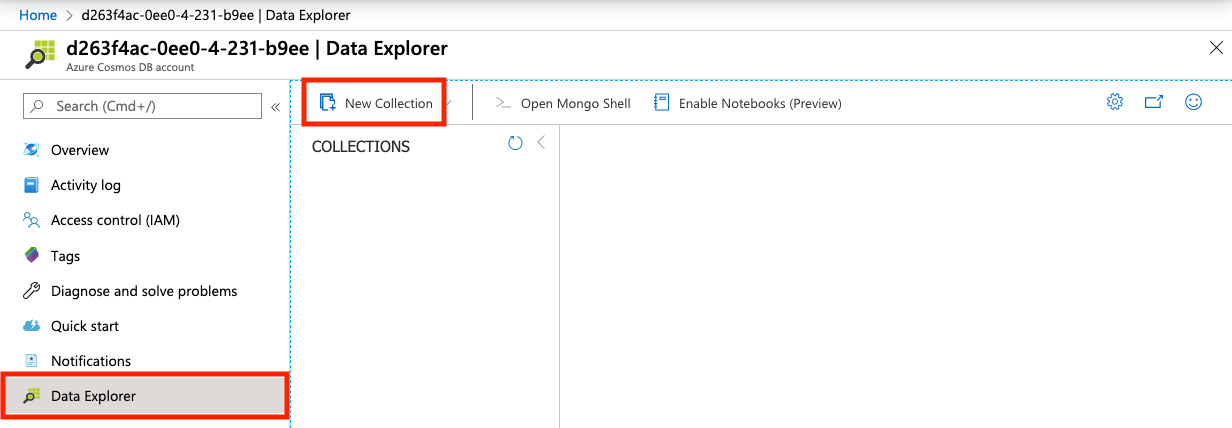 Home > d263f4ac-0ee0-4-231-b9ee | Data Explorer
d263f4ac-0ee0-4-231-b9ee | Data Explorer
Azure Cosmos DB account
Search (Cmd+/)
New Collection
Open Mongo Shell
Enable Notebooks (Preview)
COLLECTIONS
Overview
Activity log
Access control (IAM)
Tags
Diagnose and solve problems
Quick start
Notifications
Data Explorer